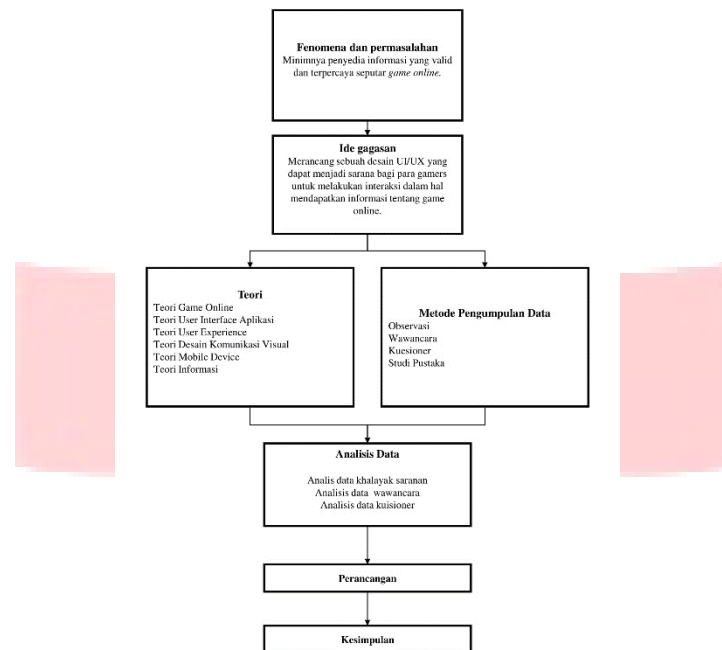 Fenomena dan permasalahan
Minimnya penyedia informasi yang valid
dan terpercaya seputar game online.
Ide gagasan
Merancang sebuah desain UI/UX yang
dapat menjadi sarana bagi para gamers
untuk melakukan interaksi dalam hal
mendapatkan informasi tentang game
online.
Teori
Teori Game Online
Teori User Interface Aplikasi
Teori User Experience
Teori Desain Komunikasi Visual
Teori Mobile Device
Teori Informasi
Metode Pengumpulan Data
Observasi
Wawancara
Kuesioner
Studi Pustaka
Analisis Data
Analis data khalayak saranan
Analisis data wawancara
Analisis data kuisioner
Perancangan
Kesimpulan